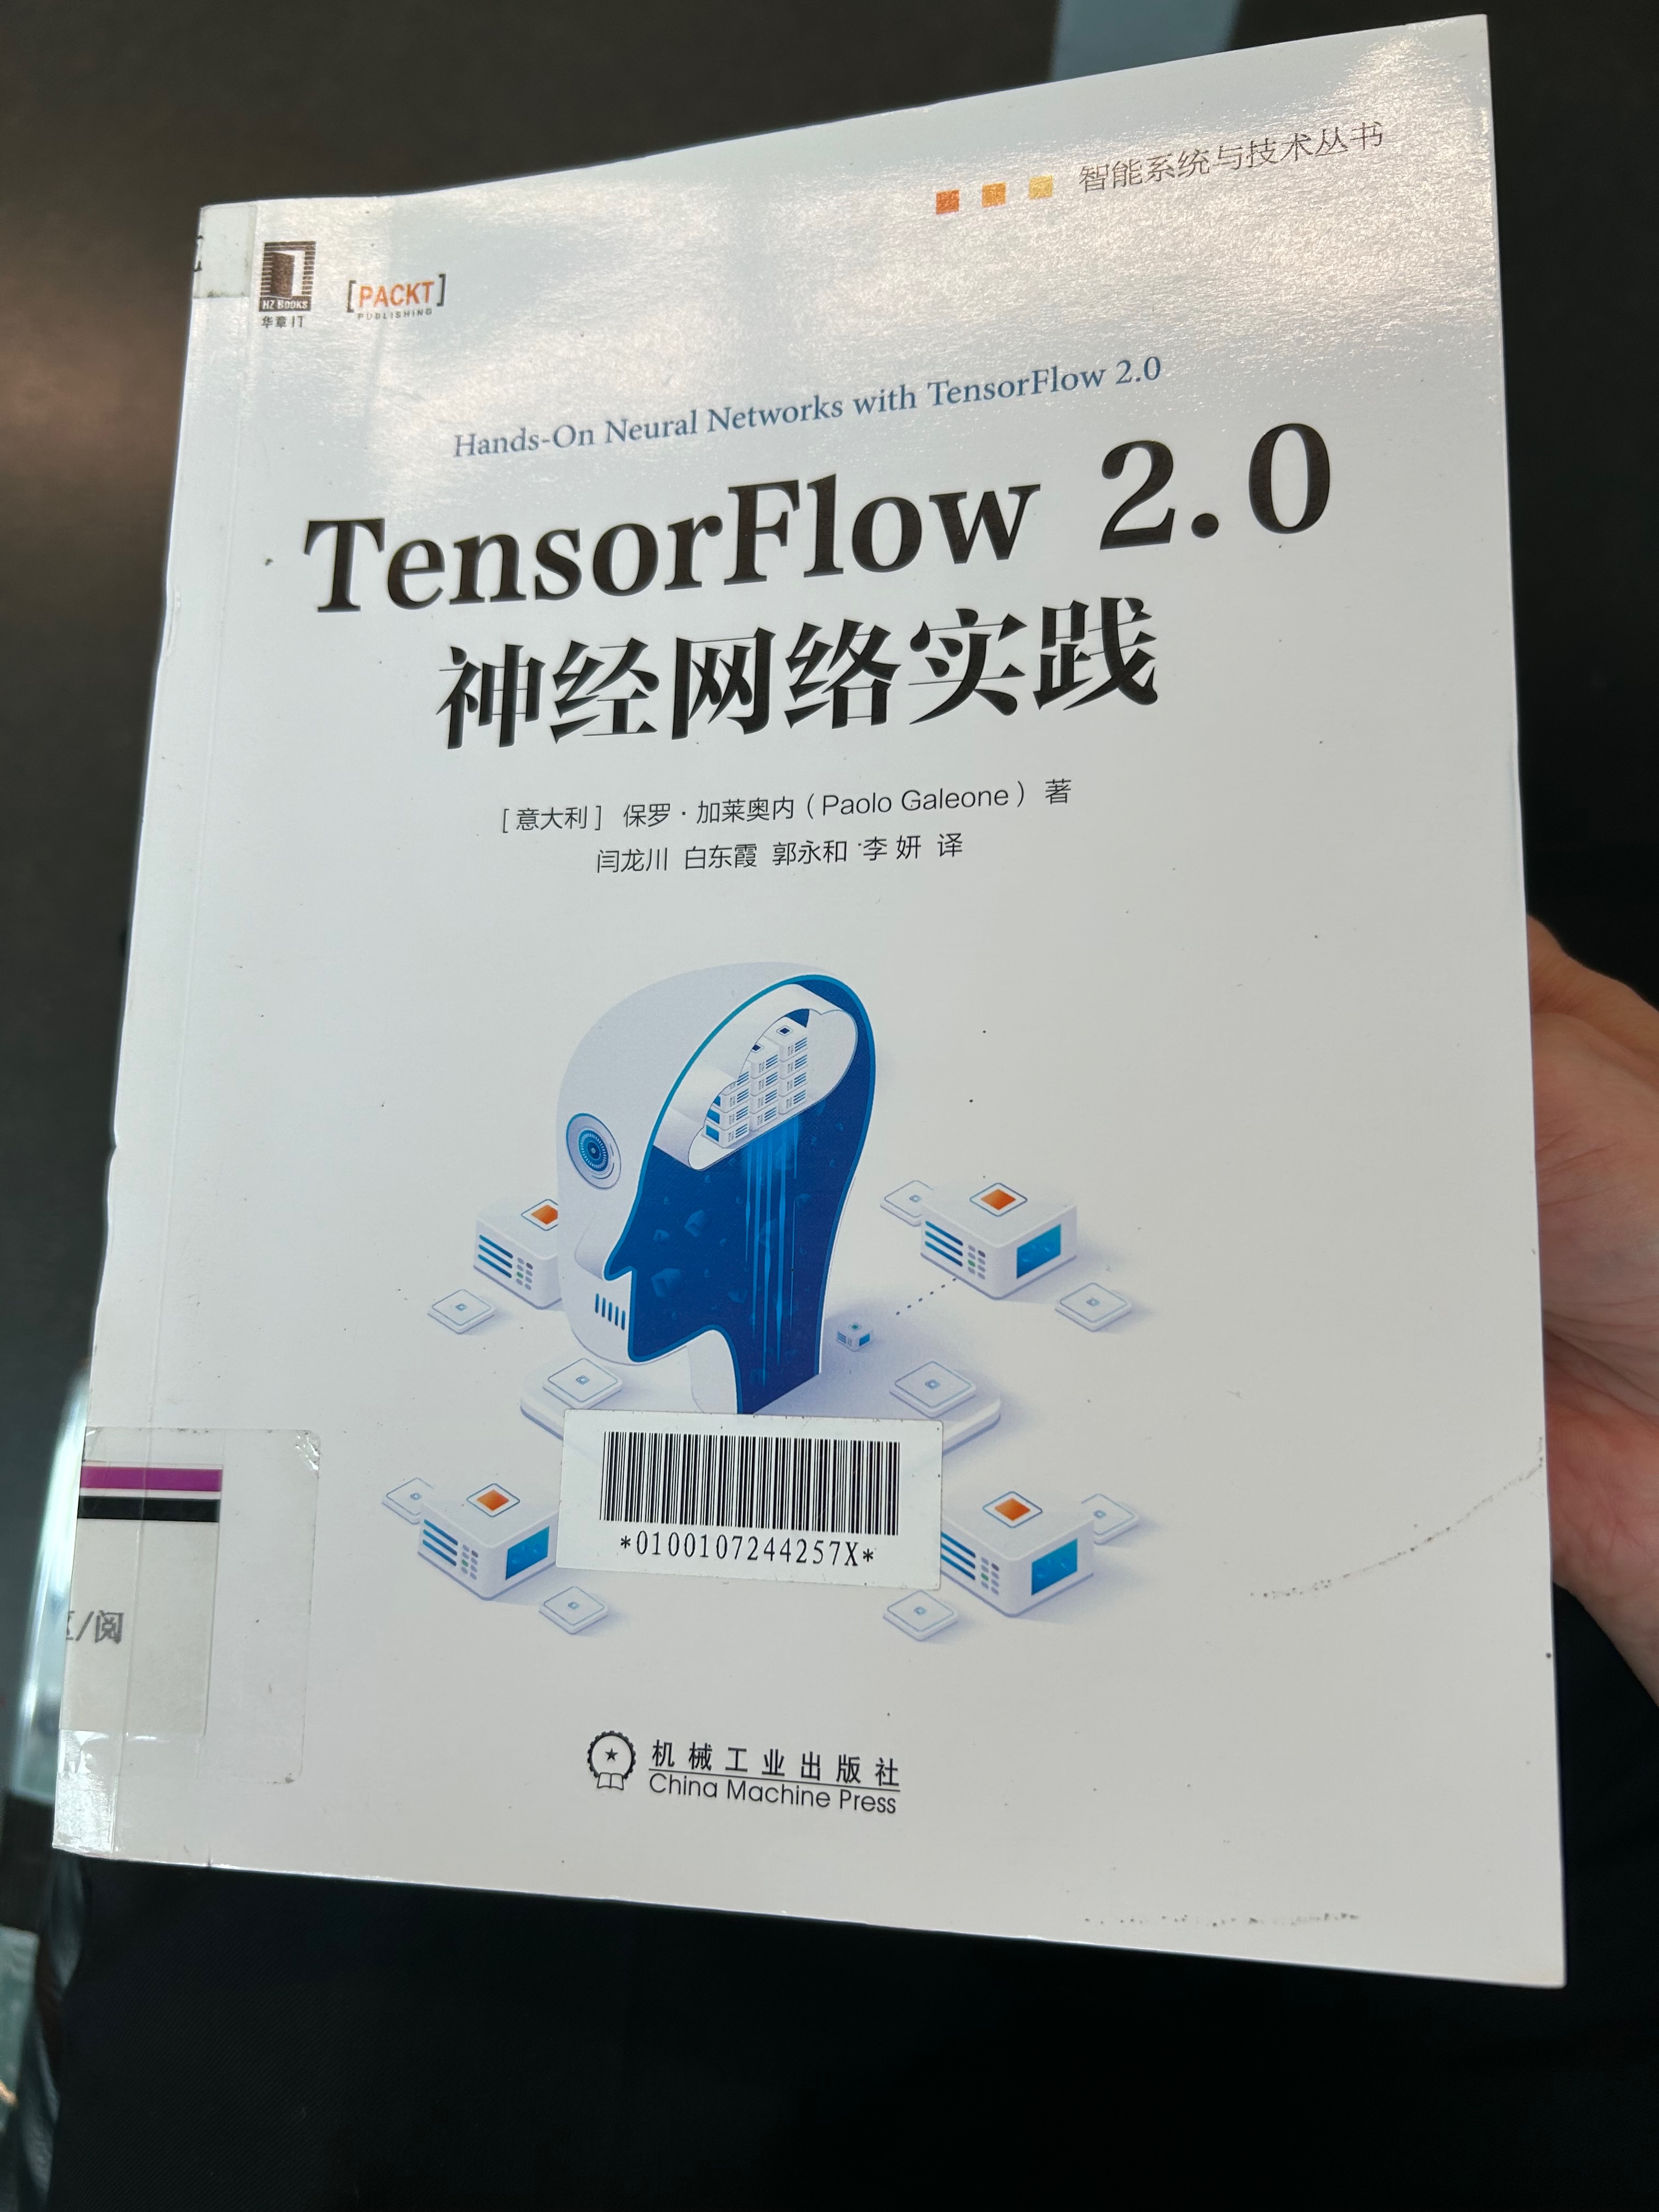 智能系统与技术丛书
HZ BOOKS
华章IT
[PACKT]
PUBLISHING
Hands-On Neural Networks with TensorFlow 2.0
TensorFlow 2.0
神经网络实践
[意大利] 保罗·加莱奥内（Paolo Galeone）著
闫龙川 白东霞 郭永和 李 妍 译
*0100107244257X*
/阅
机械工业出版社
China Machine Press